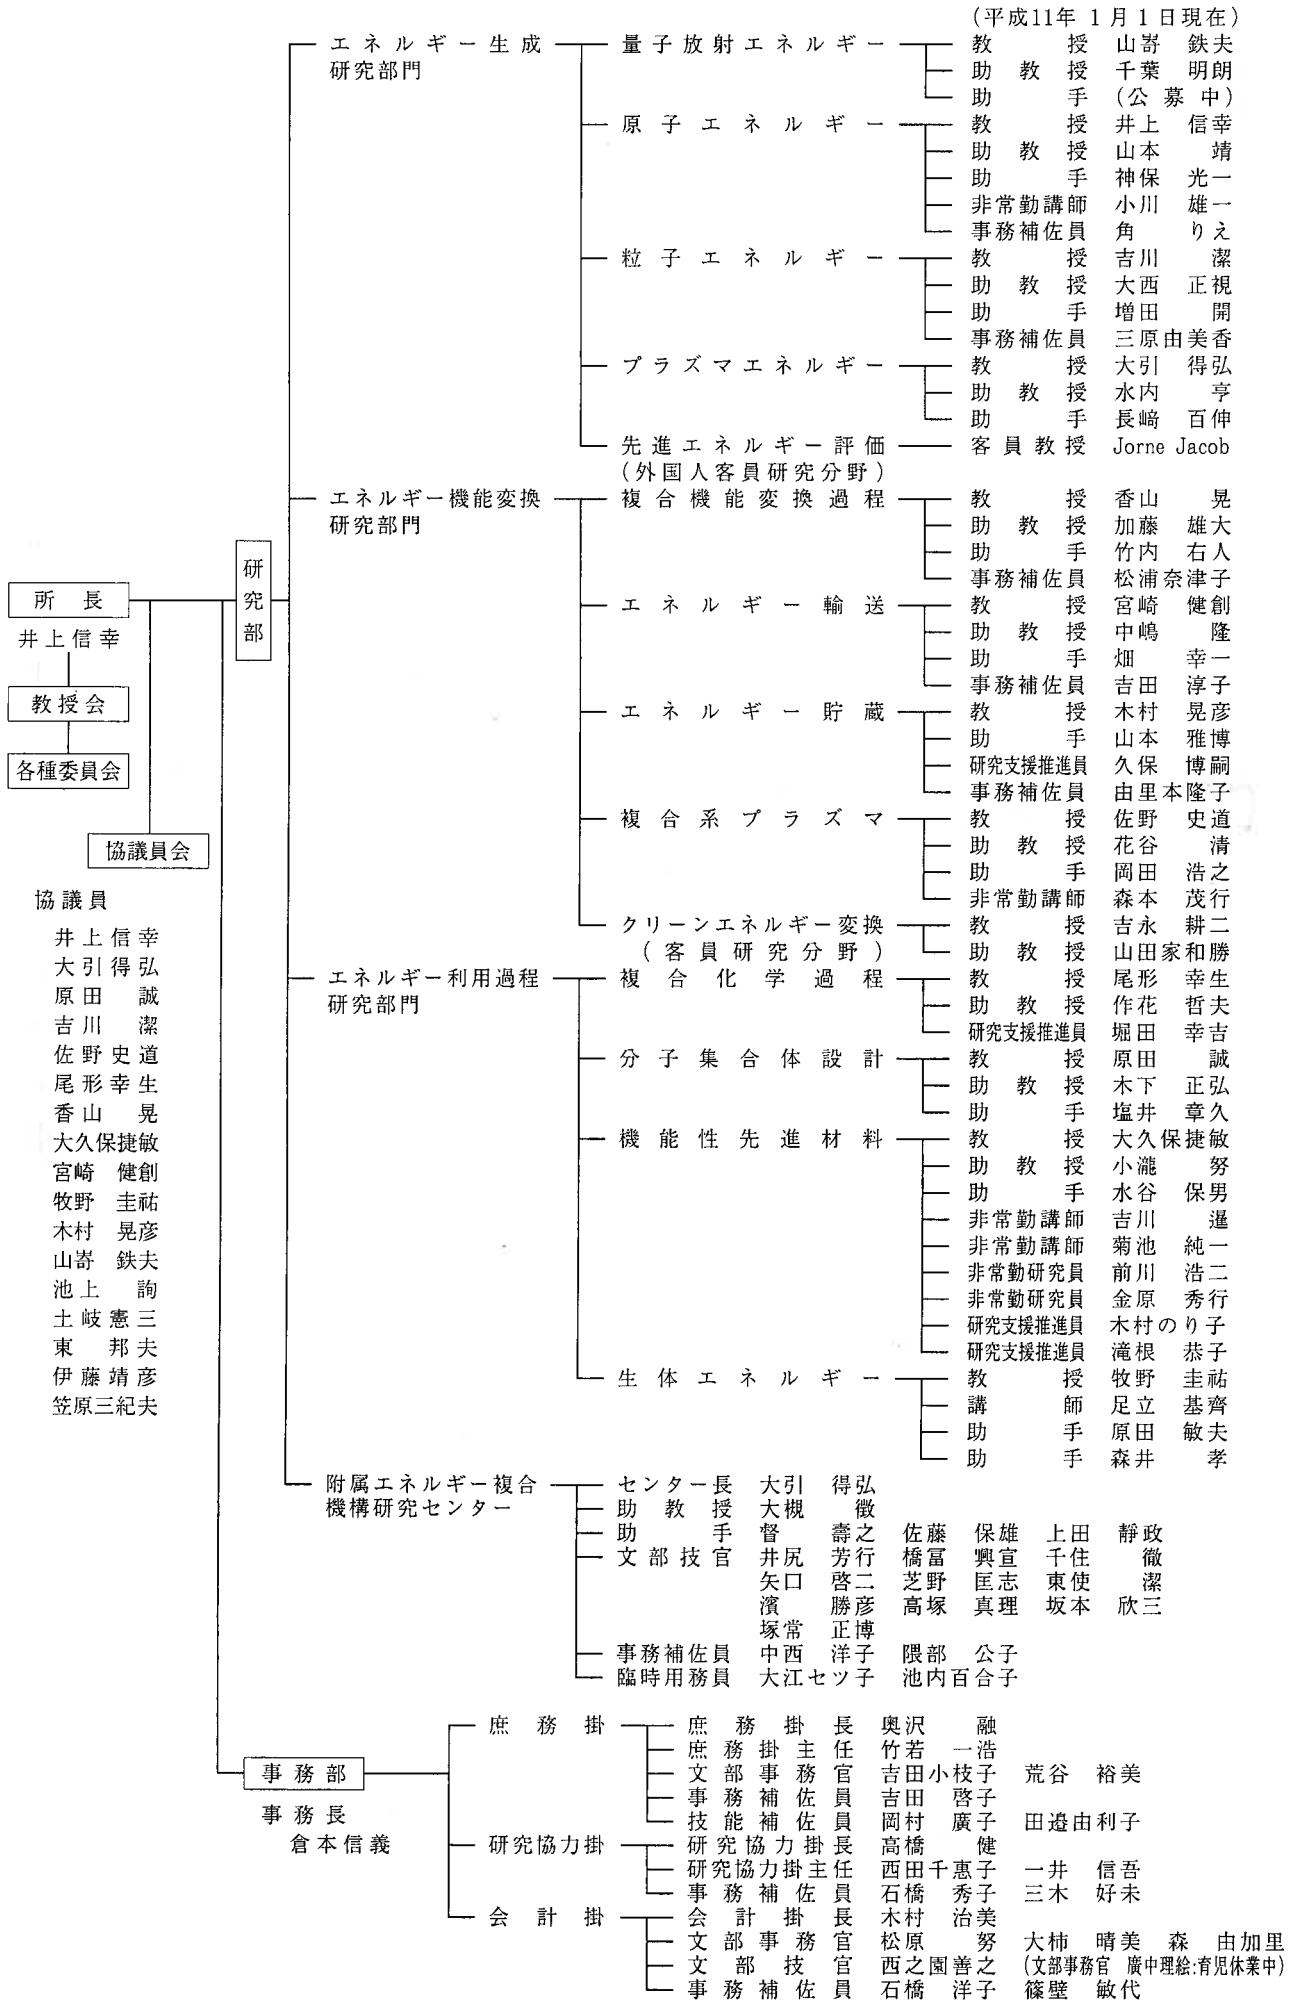 (平成11年1月1日現在)
エネルギー生成
研究部門
量子放射エネルギー
教授 山嵜 鉄夫
助教授 千葉 明朗
助手 (公募中)
原子エネルギー
教授 井上 信幸
助教授 山本 靖
助手 神保 光一
非常勤講師 小川 雄一
事務補佐員 角 りえ
粒子エネルギー
教授 吉川 潔
助教授 大西 正視
助手 増田 開
事務補佐員 三原由美香
プラズマエネルギー
教授 大引 得弘
助教授 水内 亨
助手 長﨑 百伸
先進エネルギー評価
(外国人客員研究分野)
客員教授 Jorne Jacob
エネルギー機能変換
研究部門
複合機能変換過程
教授 香山 晃
助教授 加藤 雄大
助手 竹内 右人
事務補佐員 松浦奈津子
エネルギー輸送
教授 宮崎 健創
助教授 中嶋 隆
助手 畑 幸一
事務補佐員 吉田 淳子
エネルギー貯蔵
教授 木村 晃彦
助手 山本 雅博
研究支援推進員 久保 博嗣
事務補佐員 由里本隆子
複合系プラズマ
教授 佐野 史道
助教授 花谷 清
助手 岡田 浩之
非常勤講師 森本 茂行
クリーンエネルギー変換
(客員研究分野)
教授 吉永 耕二
助教授 山田家和勝
エネルギー利用過程
研究部門
複合化学過程
教授 尾形 幸生
助教授 作花 哲夫
研究支援推進員 堀田 幸吉
分子集合体設計
教授 原田 誠
助教授 木下 正弘
助手 塩井 章久
機能性先進材料
教授 大久保捷敏
助教授 小瀧 努
助手 水谷 保男
非常勤講師 吉川 暹
非常勤講師 菊池 純一
非常勤研究員 前川 浩二
非常勤研究員 金原 秀行
研究支援推進員 木村のり子
研究支援推進員 滝根 恭子
生体エネルギー
教授 牧野 圭祐
講師 足立 基齊
助手 原田 敏夫
助手 森井 孝
附属エネルギー複合
機構研究センター
センター長 大引 得弘
助教授 大槻 徴
助手 督 壽之 佐藤 保雄 上田 靜政
文部技官 井尻 芳行 橋冨 興宣 千住 徹
矢口 啓二 芝野 匡志 東使 潔
濱 勝彦 高塚 真理 坂本 欣三
塚常 正博
事務補佐員 中西 洋子 隈部 公子
臨時用務員 大江セツ子 池内百合子
研究部
所長
井上信幸
教授会
各種委員会
協議員会
協議員
井上信幸
大引得弘
原田 誠
吉川 潔
佐野史道
尾形幸生
香山 晃
大久保捷敏
宮崎 健創
牧野 圭祐
木村 晃彦
山嵜 鉄夫
池上 詢
土岐憲三
東 邦夫
伊藤靖彦
笠原三紀夫
事務部
事務長
倉本信義
庶務掛
庶務掛長 奥沢 融
庶務掛主任 竹若 一浩
文部事務官 吉田小枝子 荒谷 裕美
事務補佐員 吉田 啓子
技能補佐員 岡村 廣子 田邉由利子
研究協力掛
研究協力掛長 高橋 健
研究協力掛主任 西田千恵子 一井 信吾
事務補佐員 石橋 秀子 三木 好未
会計掛
会計掛長 木村 治美
文部事務官 松原 努 大柿 晴美 森 由加里
文部技官 西之園善之 (文部事務官 廣中理絵:育児休業中)
事務補佐員 石橋 洋子 篠壁 敏代